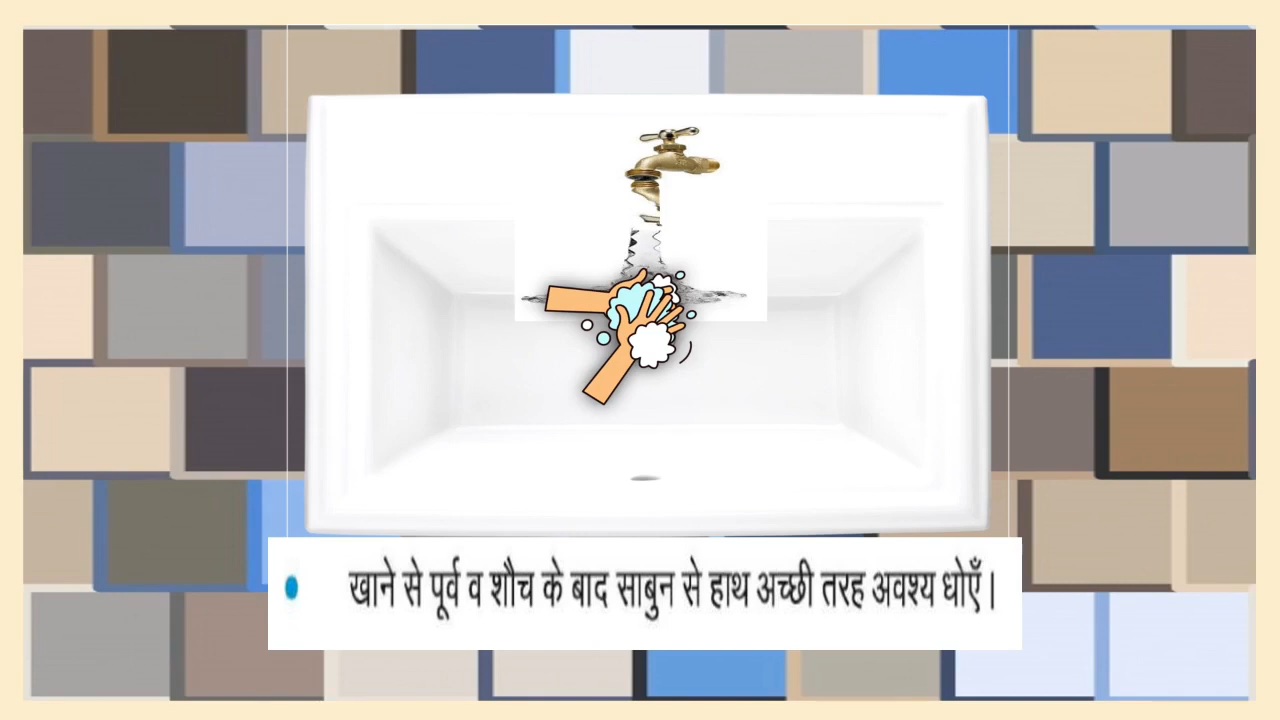 • खाने से पूर्व व शौच के बाद साबुन से हाथ अच्छी तरह अवश्य धोएँ।